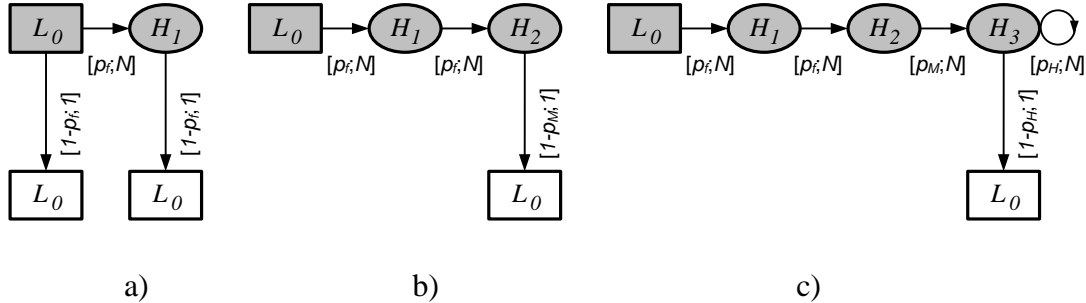 L0 H1 L0 H1 H2 L0 H1 H2 H3
[pf; N] [pf; N] [pf; N] [pf; N] [pf; N] [pM; N] [pH; N]
[1-pf; 1] [1-pf; 1] [1-pM; 1] [1-pH; 1]
L0 L0 L0 L0
a) b) c)